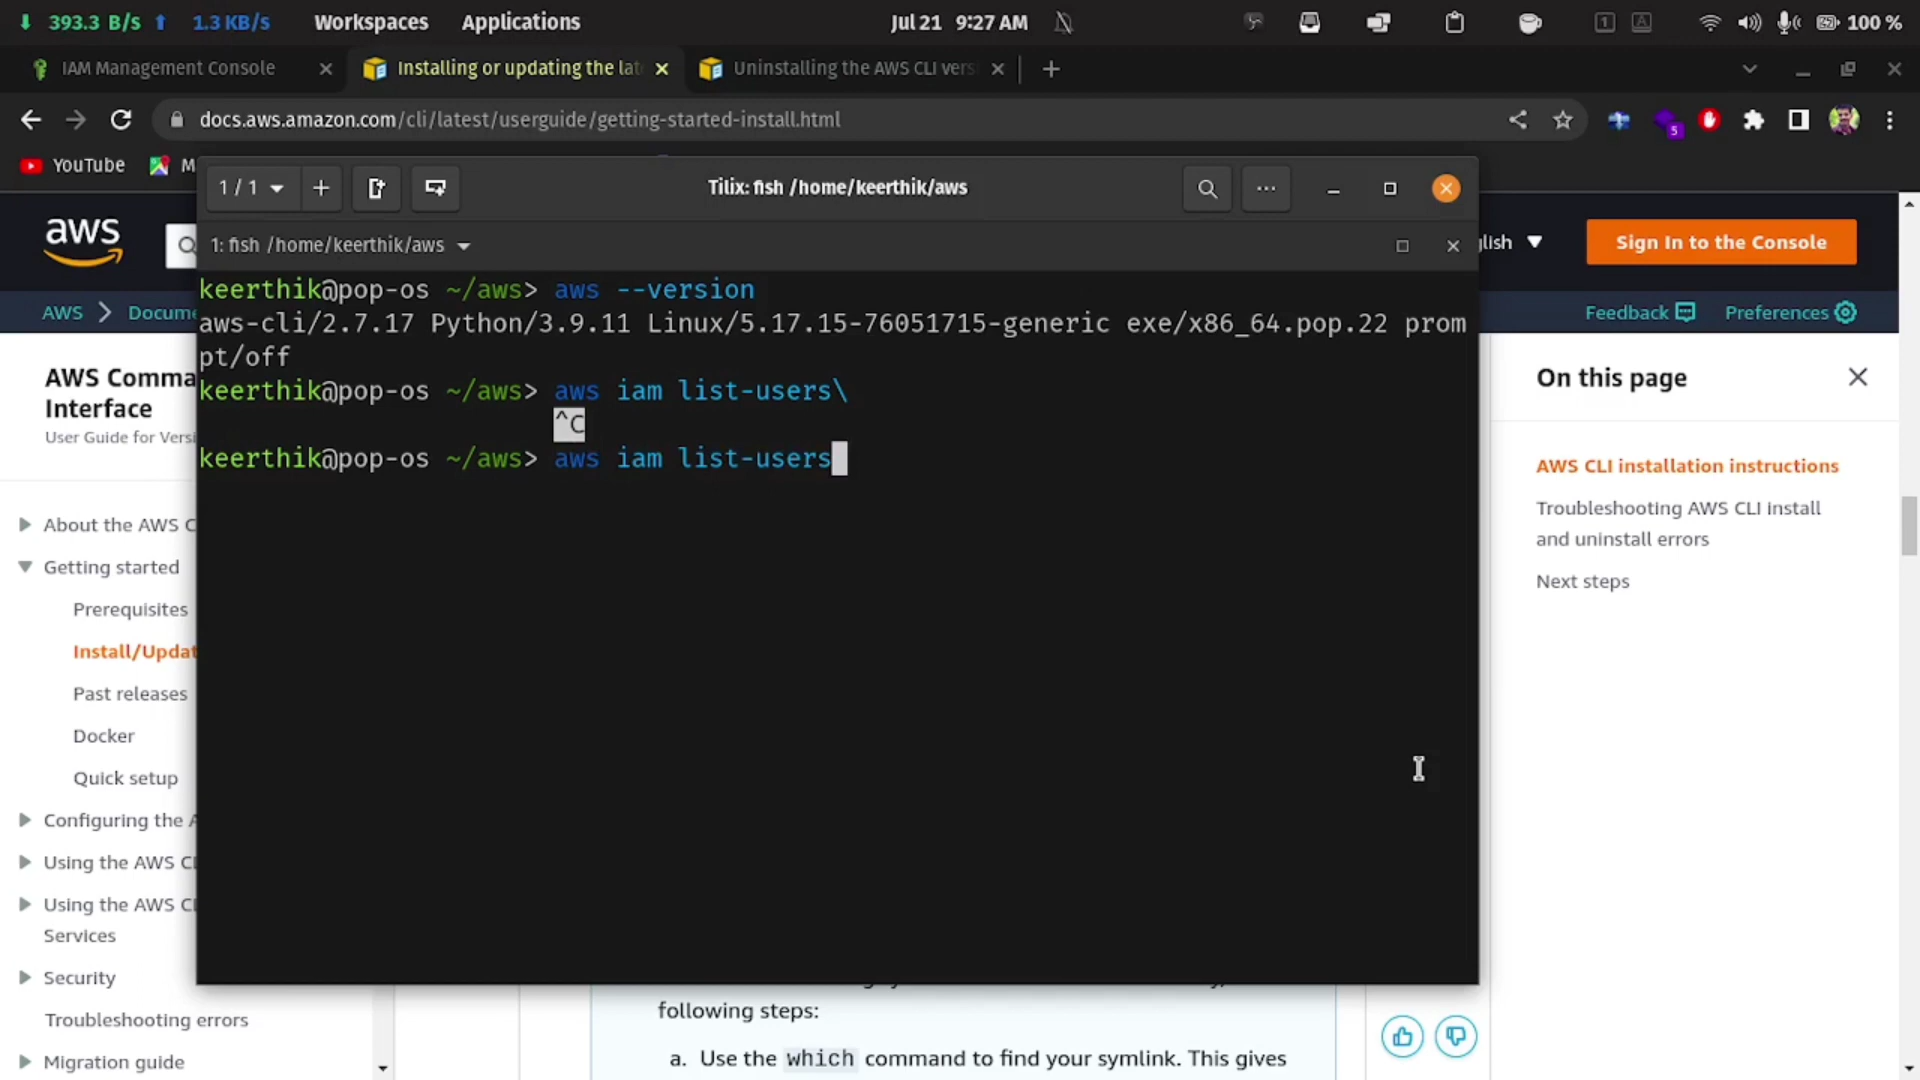 393.3 B/s 1.3 KB/s Workspaces Applications Jul 21 9:27 AM 1 A 100 %
IAM Management Console Installing or updating the lat Uninstalling the AWS CLI vers
docs.aws.amazon.com/cli/latest/userguide/getting-started-install.html 5
YouTube M
1 / 1 Tilix: fish /home/keerthik/aws
aws lish Sign In to the Console
1: fish /home/keerthik/aws
AWS Docume Feedback Preferences
keerthik@pop-os ~/aws> aws --version
aws-cli/2.7.17 Python/3.9.11 Linux/5.17.15-76051715-generic exe/x86_64.pop.22 prom
pt/off
keerthik@pop-os ~/aws> aws iam list-users\
^C
keerthik@pop-os ~/aws> aws iam list-users
AWS Comma
Interface
User Guide for Versi
About the AWS C
Getting started
Prerequisites
Install/Updat
Past releases
Docker
Quick setup
Configuring the A
Using the AWS CL
Using the AWS CL
Services
Security
Troubleshooting errors
Migration guide
On this page
AWS CLI installation instructions
Troubleshooting AWS CLI install
and uninstall errors
Next steps
following steps:
a. Use the which command to find your symlink. This gives